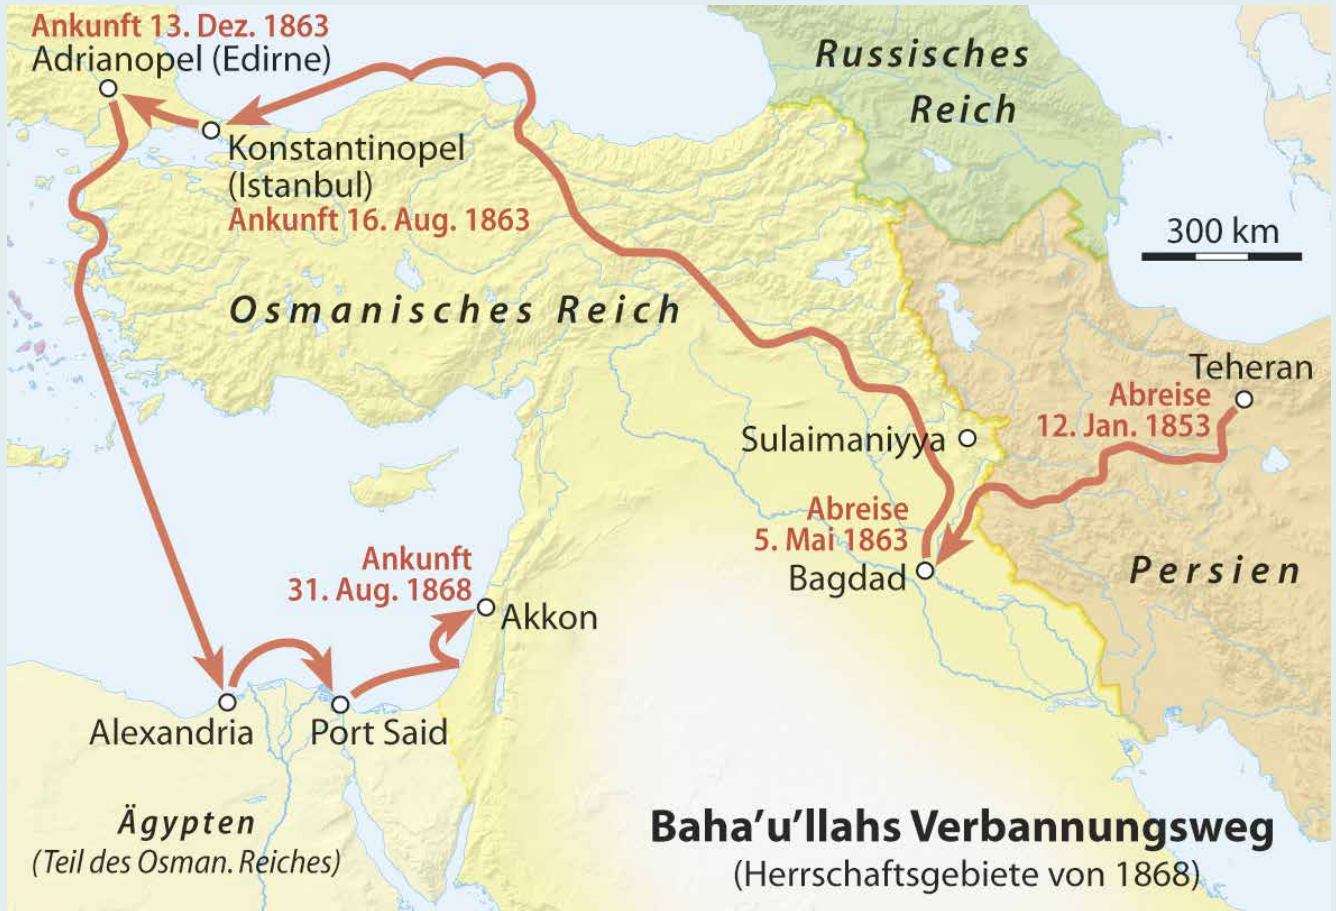 Ankunft 13. Dez. 1863
Adrianopel (Edirne)
Konstantinopel
(Istanbul)
Ankunft 16. Aug. 1863
Russisches
Reich
300 km
Osmanisches Reich
Teheran
Abreise
12. Jan. 1853
Sulaimaniyya
Abreise
5. Mai 1863
Bagdad
Persien
Ankunft
31. Aug. 1868
Akkon
Alexandria
Port Said
Ägypten
(Teil des Osman. Reiches)
Baha'u'llahs Verbannungsweg
(Herrschaftsgebiete von 1868)